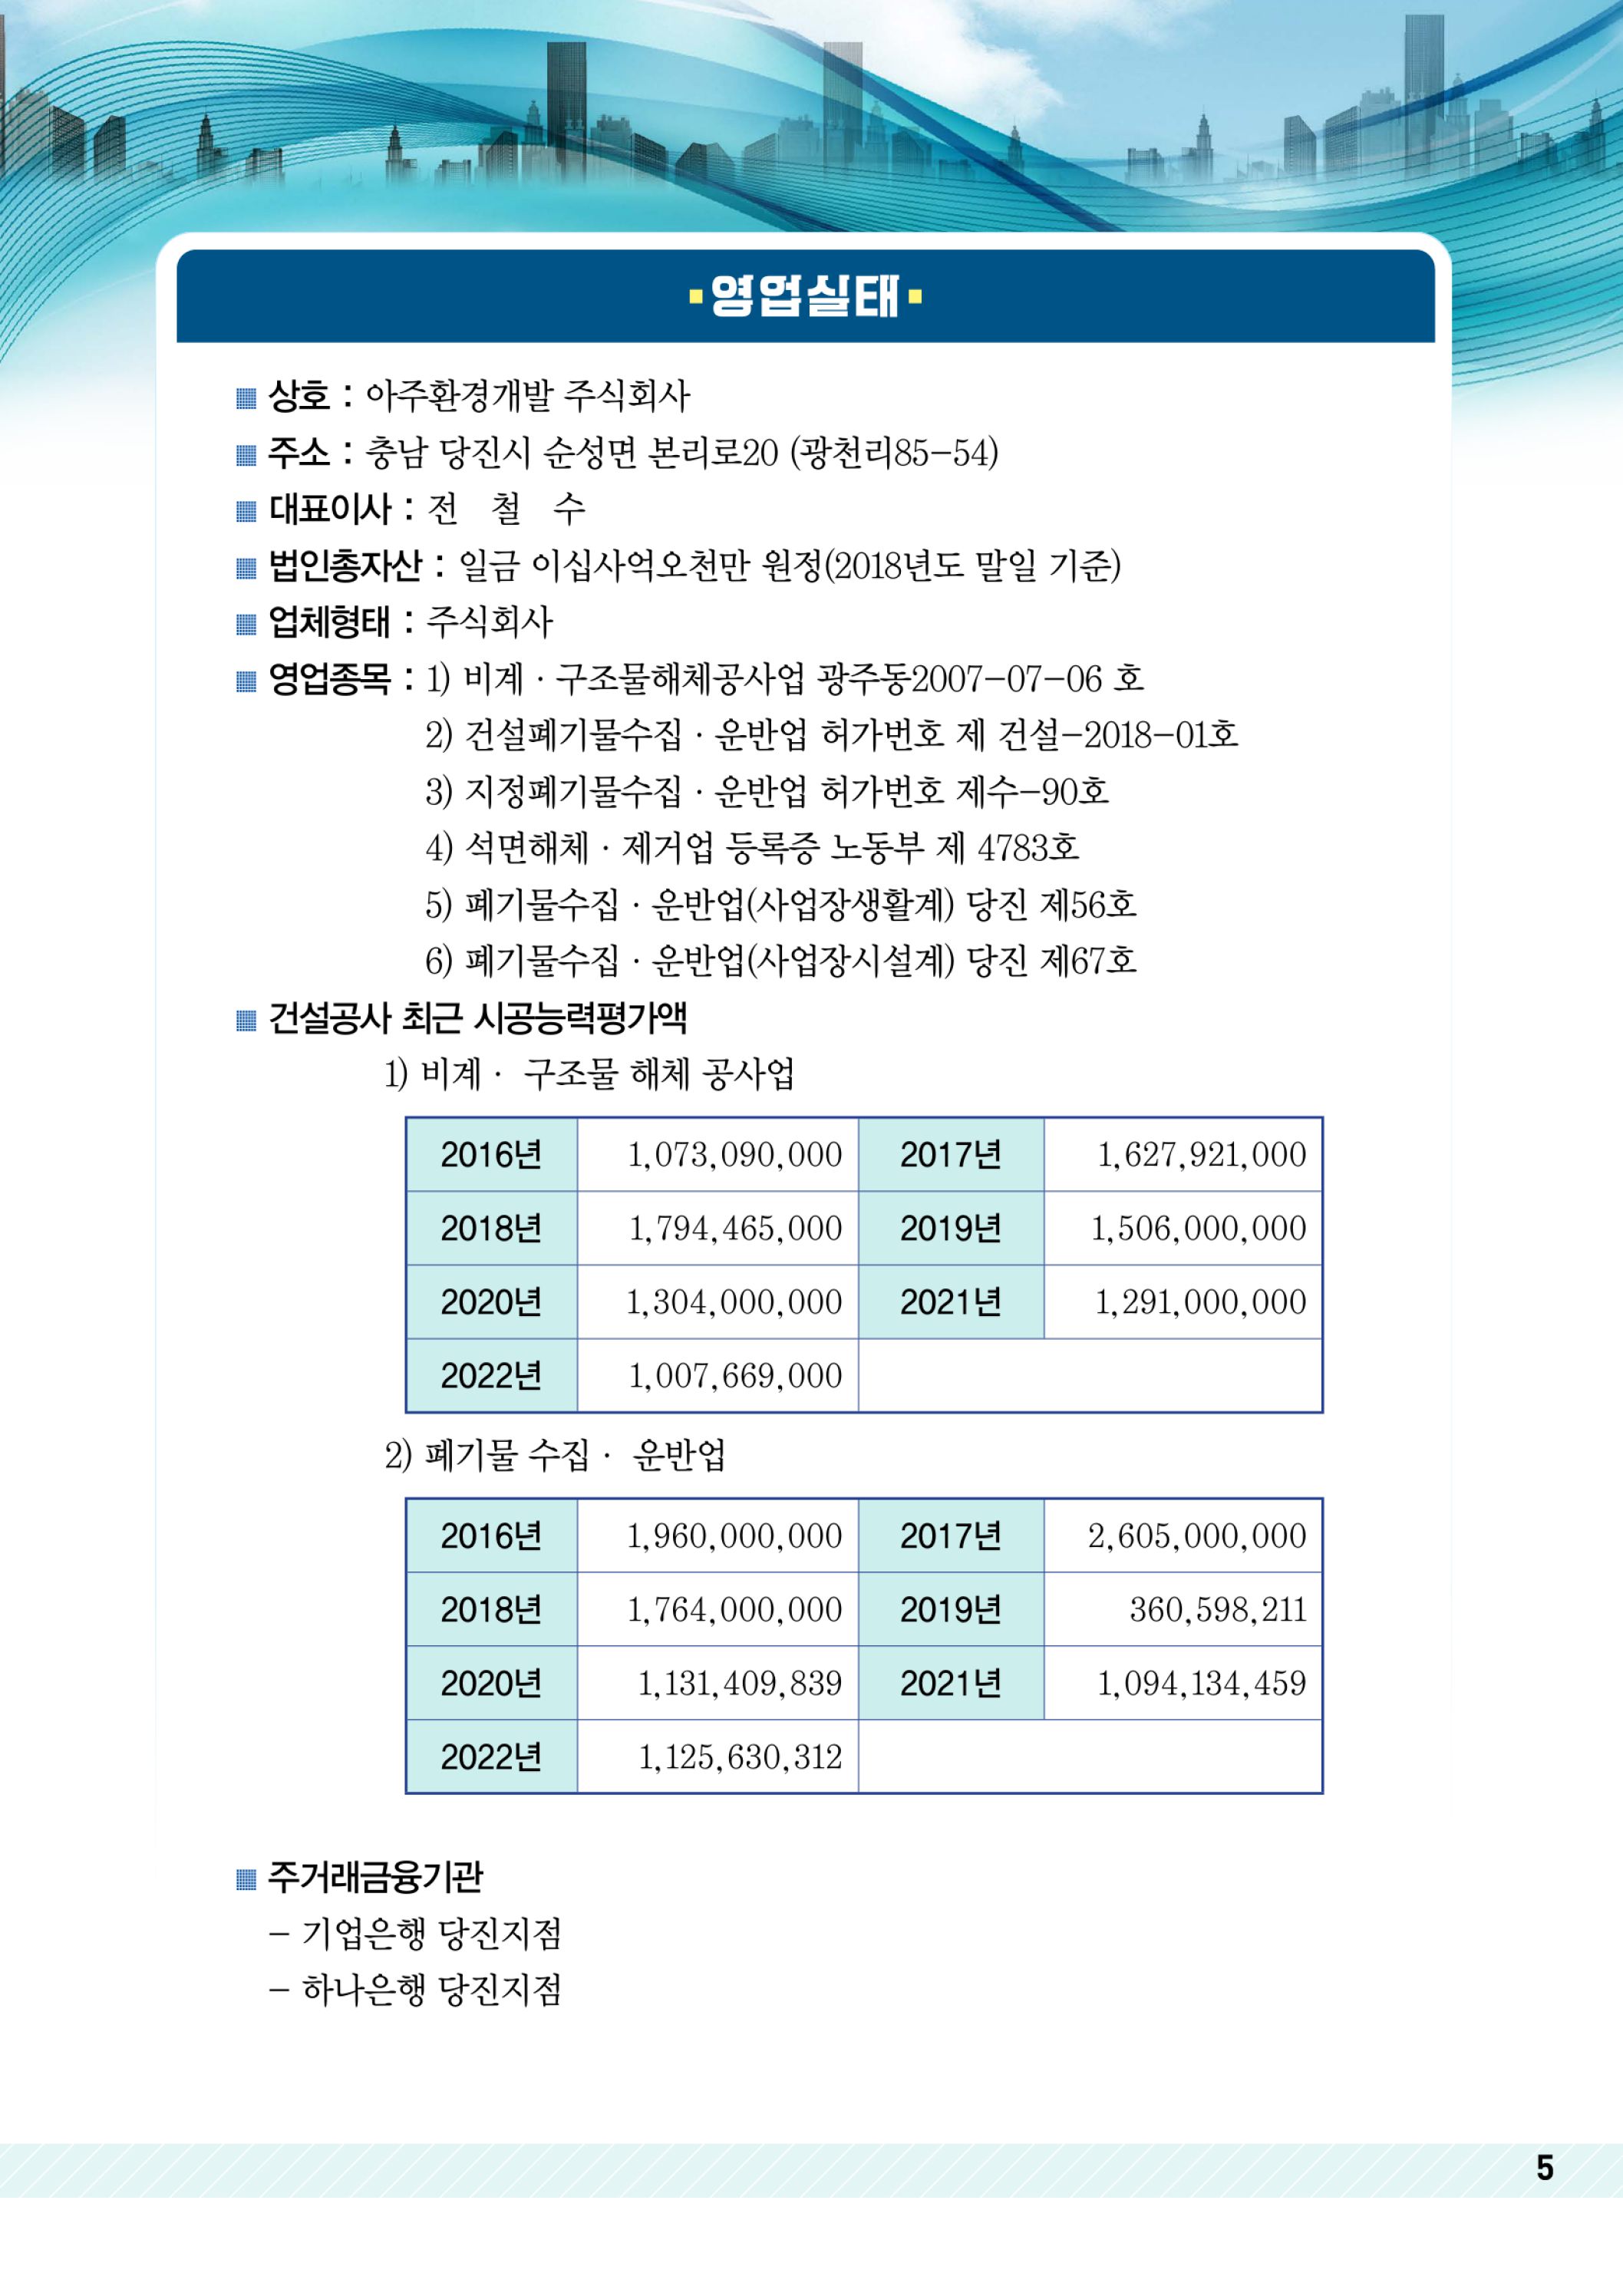 영업실태
상호 : 아주환경개발 주식회사
주소 : 충남 당진시 순성면 본리로20 (광천리85-54)
대표이사 : 전 철 수
법인총자산 : 일금 이십사억오천만 원정(2018년도 말일 기준)
업체형태 : 주식회사
영업종목 : 1) 비계 · 구조물해체공사업 광주동2007-07-06 호
2) 건설폐기물수집 · 운반업 허가번호 제 건설-2018-01호
3) 지정폐기물수집 · 운반업 허가번호 제수-90호
4) 석면해체 · 제거업 등록증 노동부 제 4783호
5) 폐기물수집 · 운반업(사업장생활계) 당진 제56호
6) 폐기물수집 · 운반업(사업장시설계) 당진 제67호
건설공사 최근 시공능력평가액
1) 비계 · 구조물 해체 공사업
2016년 1,073,090,000 2017년 1,627,921,000
2018년 1,794,465,000 2019년 1,506,000,000
2020년 1,304,000,000 2021년 1,291,000,000
2022년 1,007,669,000
2) 폐기물 수집 · 운반업
2016년 1,960,000,000 2017년 2,605,000,000
2018년 1,764,000,000 2019년 360,598,211
2020년 1,131,409,839 2021년 1,094,134,459
2022년 1,125,630,312
주거래금융기관
- 기업은행 당진지점
- 하나은행 당진지점
5